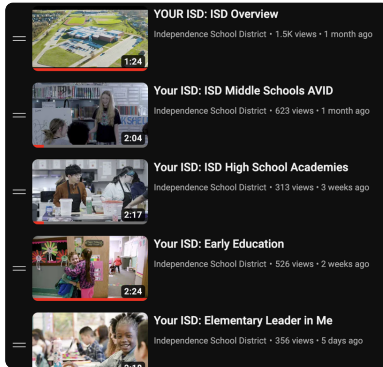 YOUR ISD: ISD Overview
Independence School District • 1.5K views • 1 month ago
1:24
Your ISD: ISD Middle Schools AVID
Independence School District • 623 views • 1 month ago
2:04
Your ISD: ISD High School Academies
Independence School District • 313 views • 3 weeks ago
2:17
Your ISD: Early Education
Independence School District • 526 views • 2 weeks ago
2:24
Your ISD: Elementary Leader in Me
Independence School District • 356 views • 5 days ago